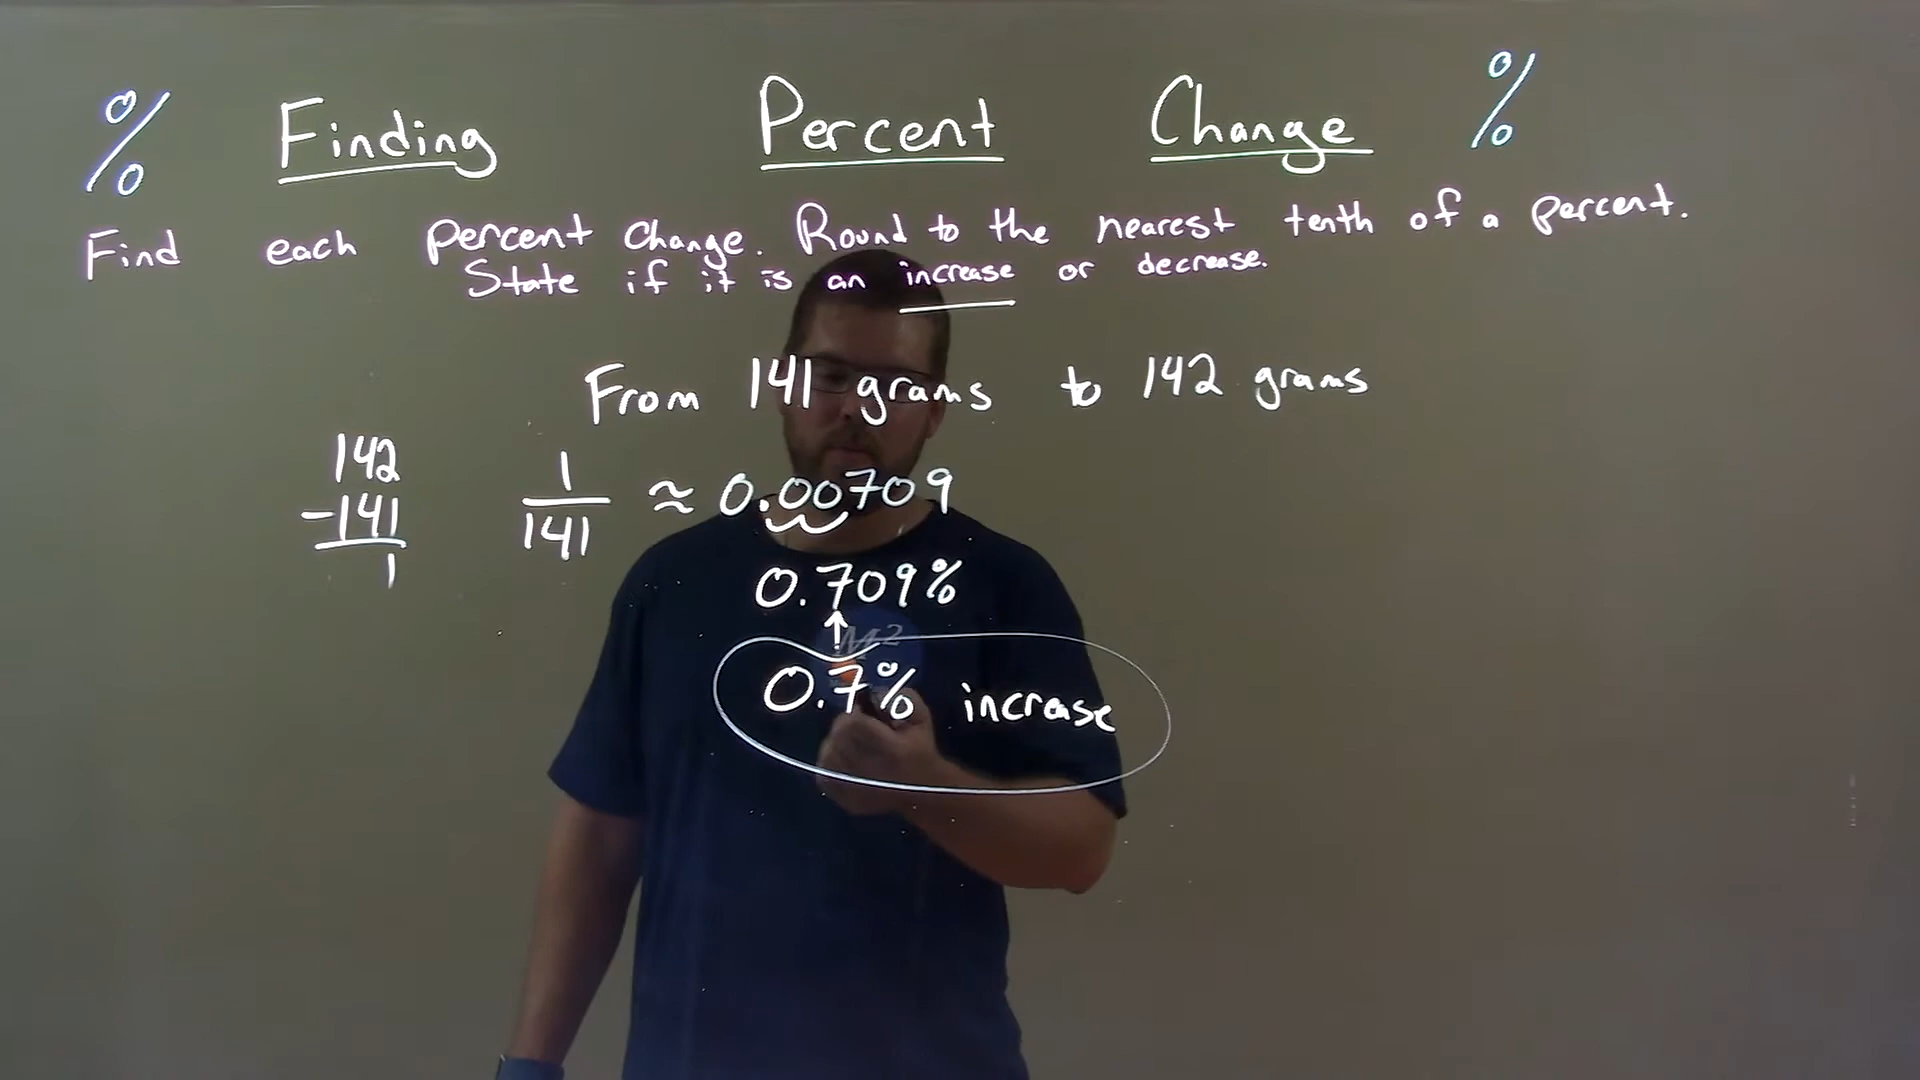 % Finding Percent Change %
Find each percent change. Round to the nearest tenth of a percent.
State if it is an increase or decrease.
From 141 grams to 142 grams
142
-141
1
1
141
≈ 0.00709
0.709%
↑
M²
0.7% increase